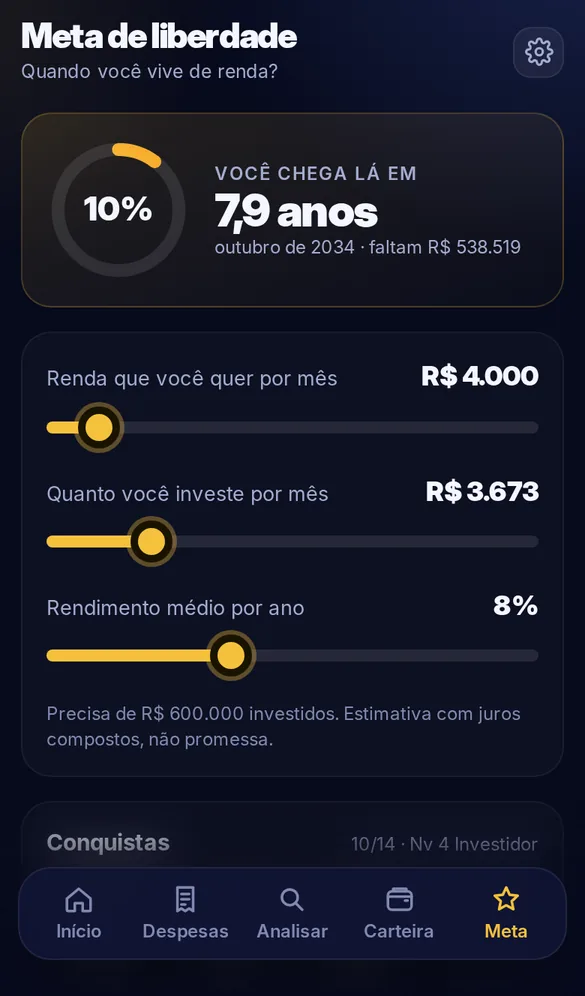 Meta de liberdade
Quando você vive de renda?
10%
VOCÊ CHEGA LÁ EM
7,9 anos
outubro de 2034 · faltam R$ 538.519
Renda que você quer por mês
R$ 4.000
Quanto você investe por mês
R$ 3.673
Rendimento médio por ano
8%
Precisa de R$ 600.000 investidos. Estimativa com juros
compostos, não promessa.
Conquistas
10/14 · Nv 4 Investidor
Início
Despesas
Analisar
Carteira
Meta